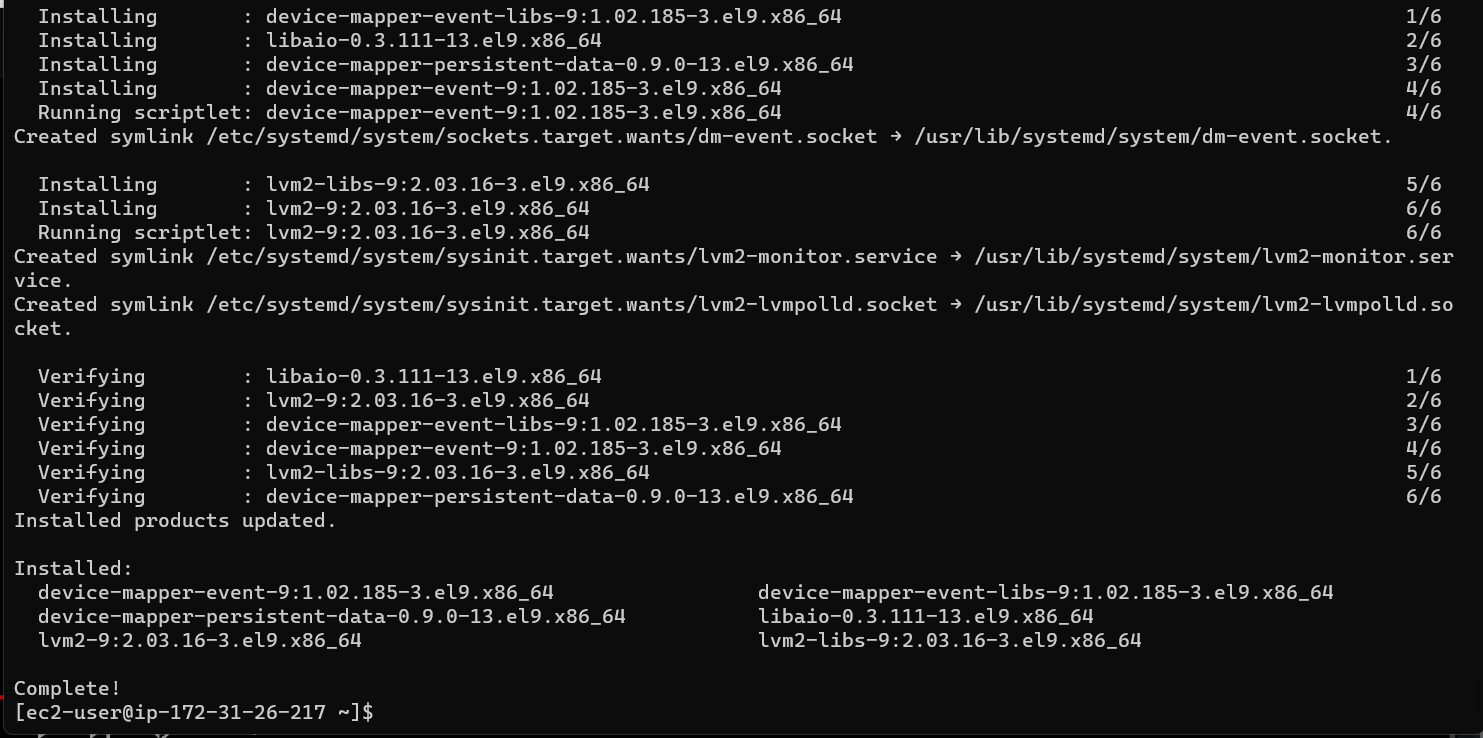 Installing : device-mapper-event-libs-9:1.02.185-3.el9.x86_64 1/6
Installing : libaio-0.3.111-13.el9.x86_64 2/6
Installing : device-mapper-persistent-data-0.9.0-13.el9.x86_64 3/6
Installing : device-mapper-event-9:1.02.185-3.el9.x86_64 4/6
Running scriptlet: device-mapper-event-9:1.02.185-3.el9.x86_64 4/6
Created symlink /etc/systemd/system/sockets.target.wants/dm-event.socket → /usr/lib/systemd/system/dm-event.socket.
Installing : lvm2-libs-9:2.03.16-3.el9.x86_64 5/6
Installing : lvm2-9:2.03.16-3.el9.x86_64 6/6
Running scriptlet: lvm2-9:2.03.16-3.el9.x86_64 6/6
Created symlink /etc/systemd/system/sysinit.target.wants/lvm2-monitor.service → /usr/lib/systemd/system/lvm2-monitor.ser
vice.
Created symlink /etc/systemd/system/sysinit.target.wants/lvm2-lvmpolld.socket → /usr/lib/systemd/system/lvm2-lvmpolld.so
cket.
Verifying : libaio-0.3.111-13.el9.x86_64 1/6
Verifying : lvm2-9:2.03.16-3.el9.x86_64 2/6
Verifying : device-mapper-event-libs-9:1.02.185-3.el9.x86_64 3/6
Verifying : device-mapper-event-9:1.02.185-3.el9.x86_64 4/6
Verifying : lvm2-libs-9:2.03.16-3.el9.x86_64 5/6
Verifying : device-mapper-persistent-data-0.9.0-13.el9.x86_64 6/6
Installed products updated.
Installed:
device-mapper-event-9:1.02.185-3.el9.x86_64 device-mapper-event-libs-9:1.02.185-3.el9.x86_64
device-mapper-persistent-data-0.9.0-13.el9.x86_64 libaio-0.3.111-13.el9.x86_64
lvm2-9:2.03.16-3.el9.x86_64 lvm2-libs-9:2.03.16-3.el9.x86_64
Complete!
[ec2-user@ip-172-31-26-217 ~]$